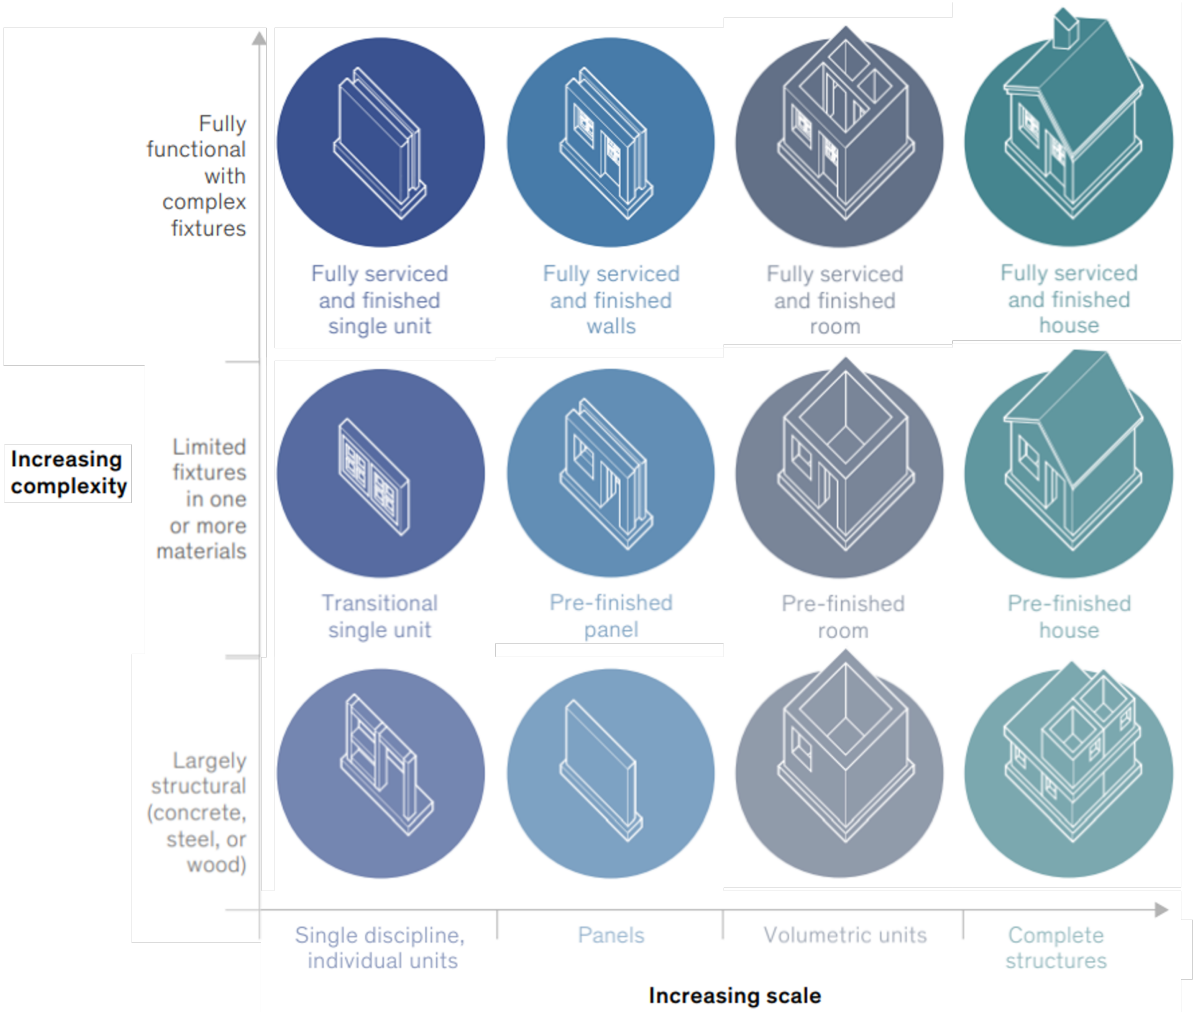 Fully
functional
with
complex
fixtures
Fully serviced
and finished
single unit
Fully serviced
and finished
walls
Fully serviced
and finished
room
Fully serviced
and finished
house
Increasing
complexity
Limited
fixtures
in one
or more
materials
Transitional
single unit
Pre-finished
panel
Pre-finished
room
Pre-finished
house
Largely
structural
(concrete,
steel, or
wood)
Single discipline,
individual units
Panels
Volumetric units
Complete
structures
Increasing scale